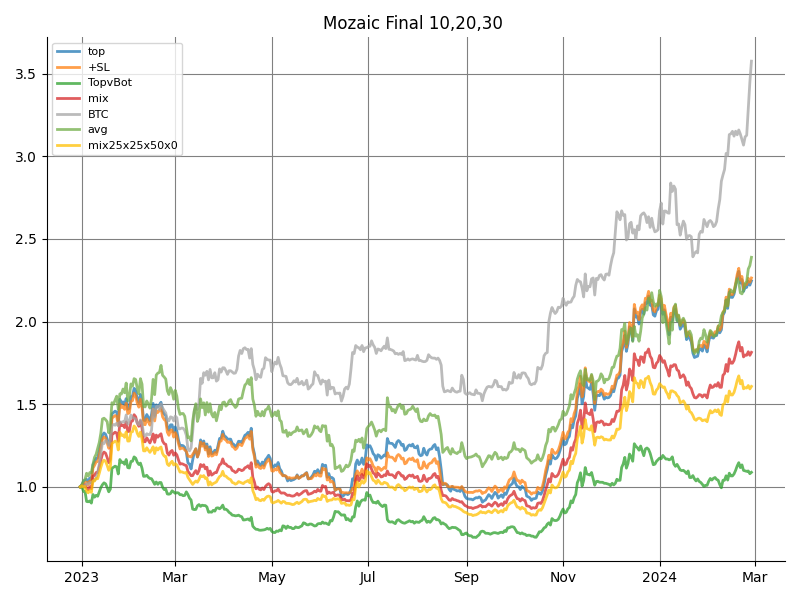 Mozaic Final 10,20,30
top
+SL
TopvBot
mix
BTC
avg
mix25x25x50x0
3.5
3.0
2.5
2.0
1.5
1.0
2023
Mar
May
Jul
Sep
Nov
2024
Mar